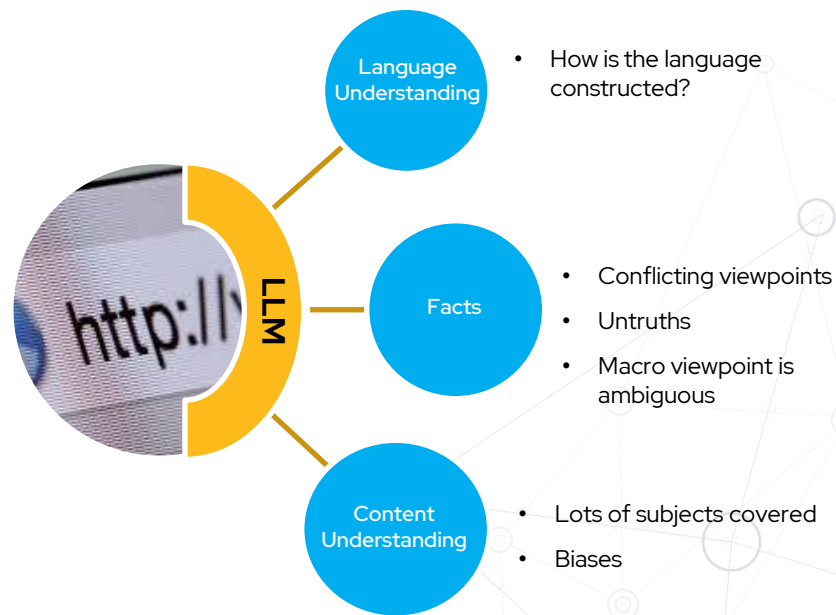 Language
Understanding
• How is the language
constructed?
http://
LLM
Facts
• Conflicting viewpoints
• Untruths
• Macro viewpoint is
ambiguous
Content
Understanding
• Lots of subjects covered
• Biases